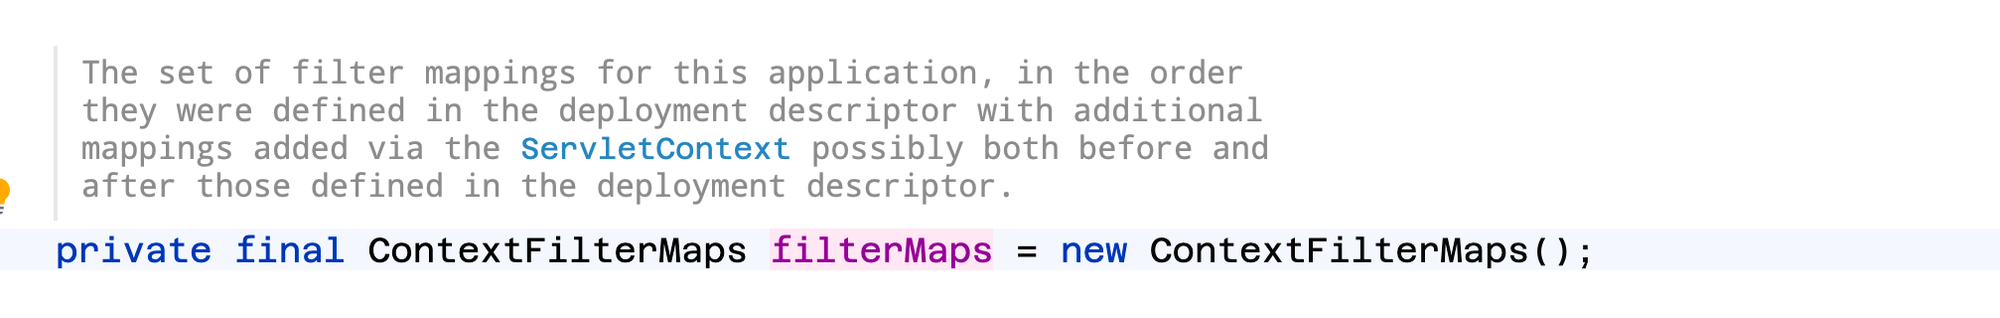 The set of filter mappings for this application, in the order
they were defined in the deployment descriptor with additional
mappings added via the ServletContext possibly both before and
after those defined in the deployment descriptor.
private final ContextFilterMaps filterMaps = new ContextFilterMaps();